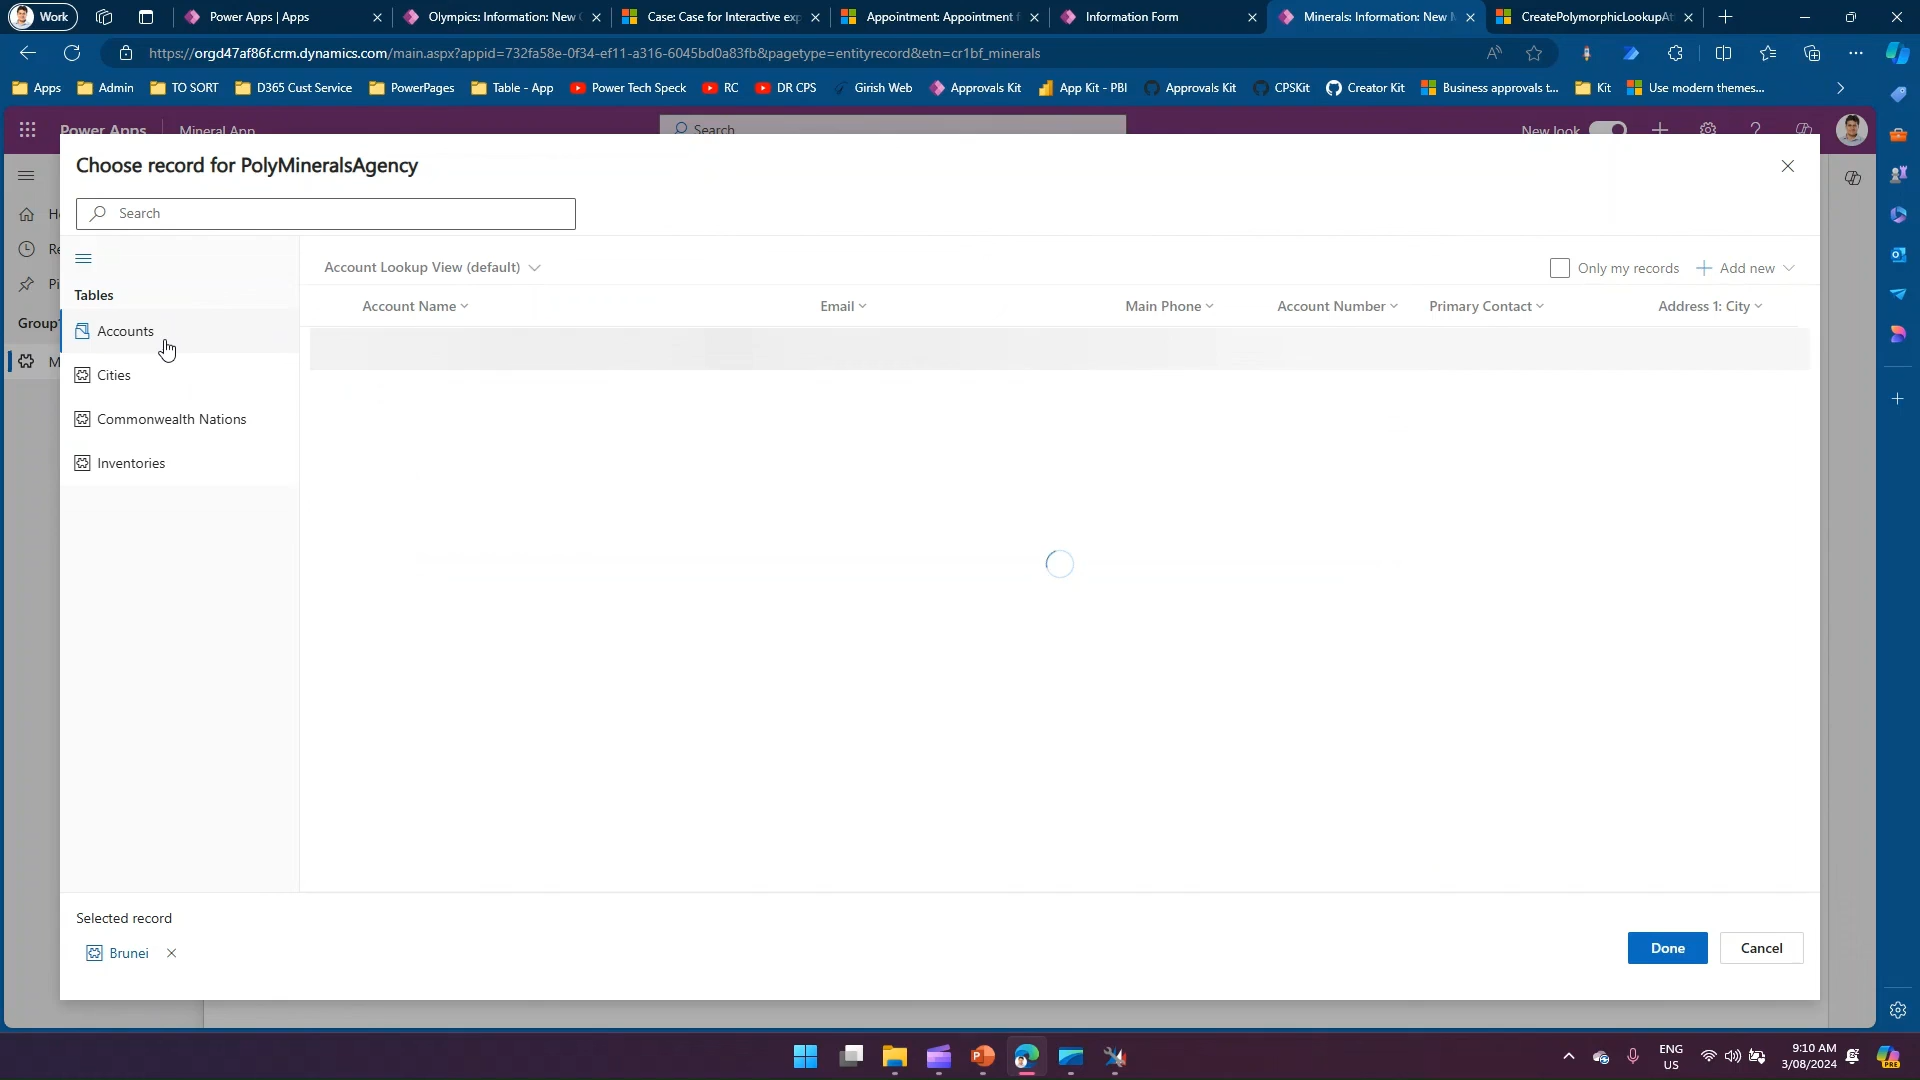 Work
Power Apps | Apps
Olympics: Information: New
Case: Case for Interactive exp
Appointment: Appointment
Information Form
Minerals: Information: New
CreatePolymorphicLookupAt
https://orgd47af86f.crm.dynamics.com/main.aspx?appid=732fa58e-0f34-ef11-a316-6045bd0a83fb&pagetype=entityrecord&etn=cr1bf_minerals
Apps
Admin
TO SORT
D365 Cust Service
PowerPages
Table - App
Power Tech Speck
RC
DR CPS
Girish Web
Approvals Kit
App Kit - PBI
Approvals Kit
CPSKit
Creator Kit
Business approvals t...
Kit
Use modern themes...
Power Apps
Mineral App
Search
New look
Choose record for PolyMineralsAgency
Search
Account Lookup View (default)
Only my records
Add new
Tables
Account Name
Email
Main Phone
Account Number
Primary Contact
Address 1: City
Group
Accounts
Cities
Commonwealth Nations
Inventories
Selected record
Brunei
Done
Cancel
ENG
US
9:10 AM
3/08/2024
PRE